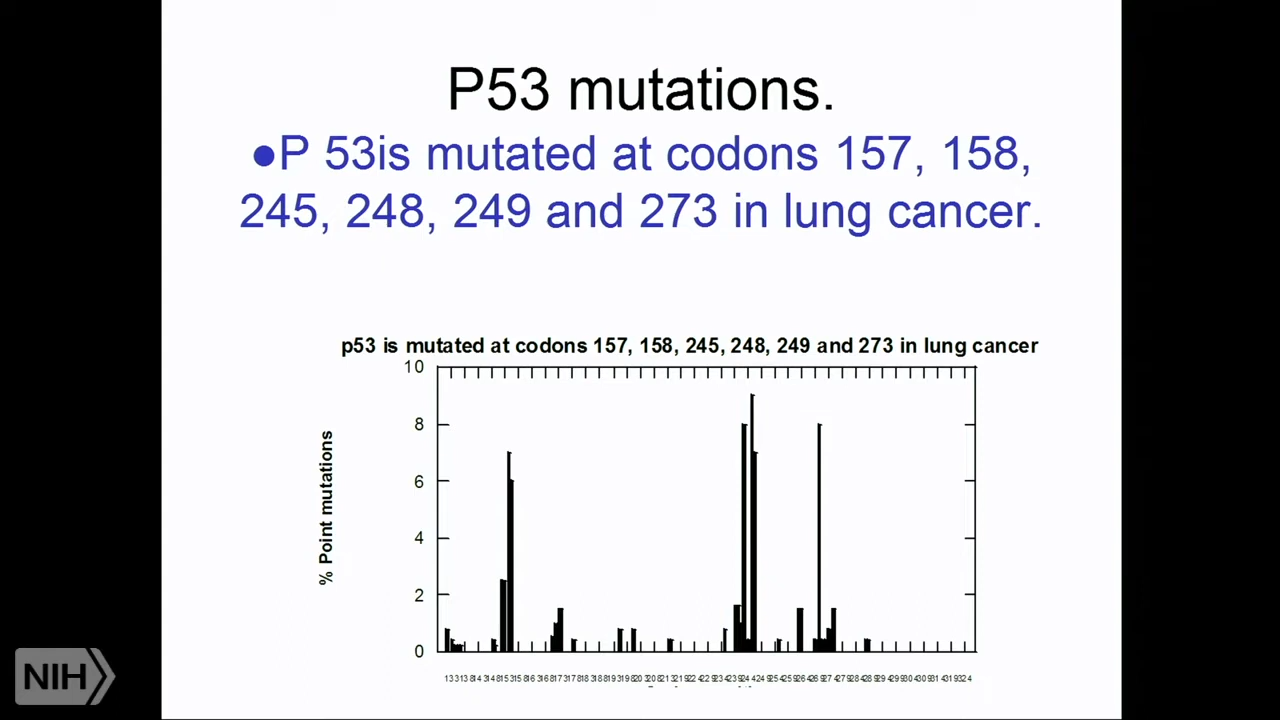 P53 mutations.
●P 53is mutated at codons 157, 158,
245, 248, 249 and 273 in lung cancer.
p53 is mutated at codons 157, 158, 245, 248, 249 and 273 in lung cancer
% Point mutations
10
8
6
4
2
0
NIH